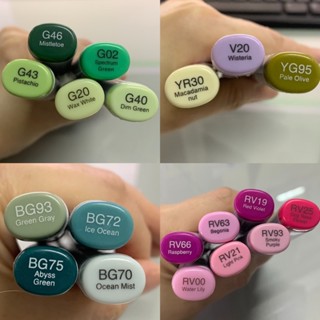 G46
Mistletoe
G02
Spectrum
Green
G43
Pistachio
G20
Wax White
G40
Dim Green
V20
Wisteria
YR30
Macadamia
nut
YG95
Pale Olive
BG93
Green Gray
BG72
Ice Ocean
BG75
Abyss
Green
BG70
Ocean Mist
RV19
Red Violet
RV25
RV63
Begonia
RV93
Smoky
Purple
RV66
Raspberry
RV21
Light Pink
RV00
Water Lily